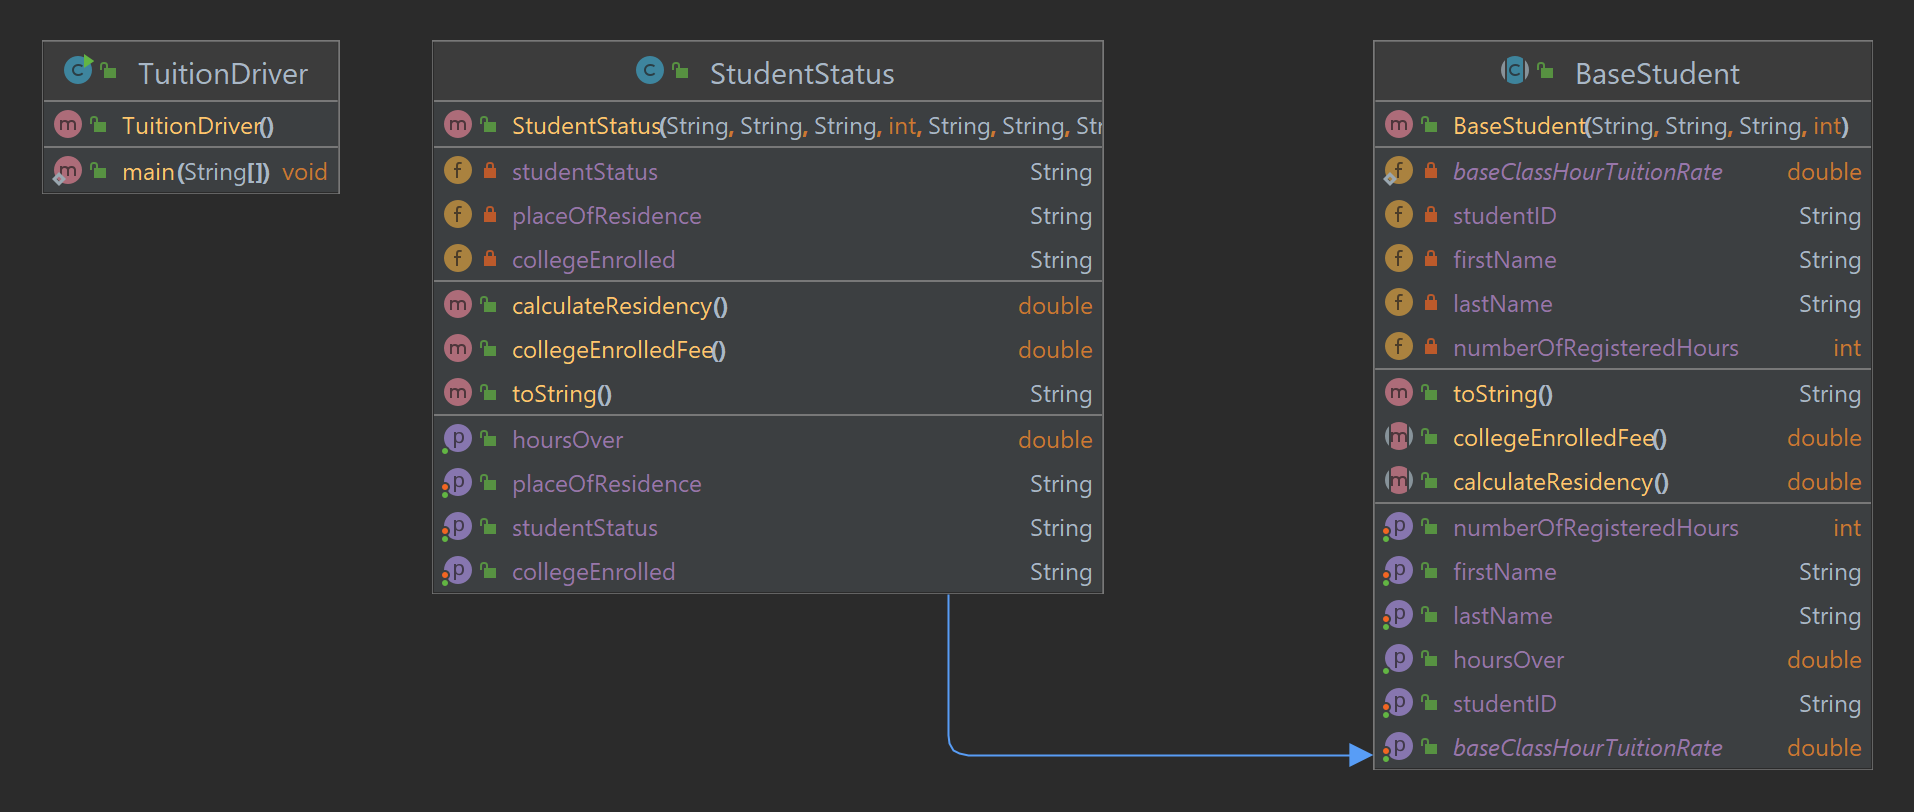 TuitionDriver
TuitionDriver()
main(String[]) void
StudentStatus
StudentStatus(String, String, String, int, String, String, Str
studentStatus String
placeOfResidence String
collegeEnrolled String
calculateResidency() double
collegeEnrolledFee() double
toString() String
hoursOver double
placeOfResidence String
studentStatus String
collegeEnrolled String
BaseStudent
BaseStudent(String, String, String, int)
baseClassHourTuitionRate double
studentID String
firstName String
lastName String
numberOfRegisteredHours int
toString() String
collegeEnrolledFee() double
calculateResidency() double
numberOfRegisteredHours int
firstName String
lastName String
hoursOver double
studentID String
baseClassHourTuitionRate double